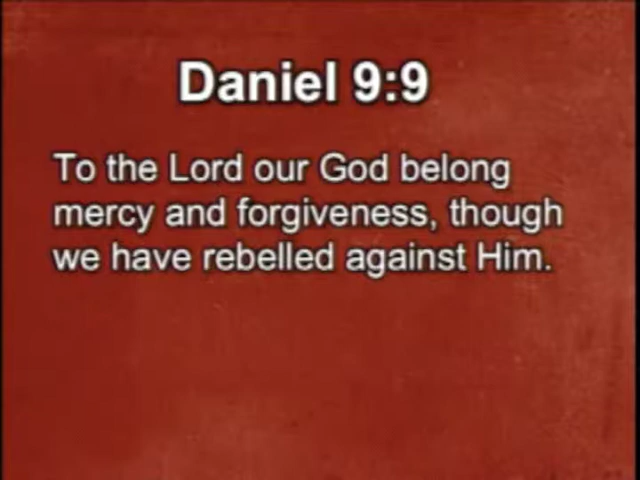 Daniel 9:9
To the Lord our God belong
mercy and forgiveness, though
we have rebelled against Him.